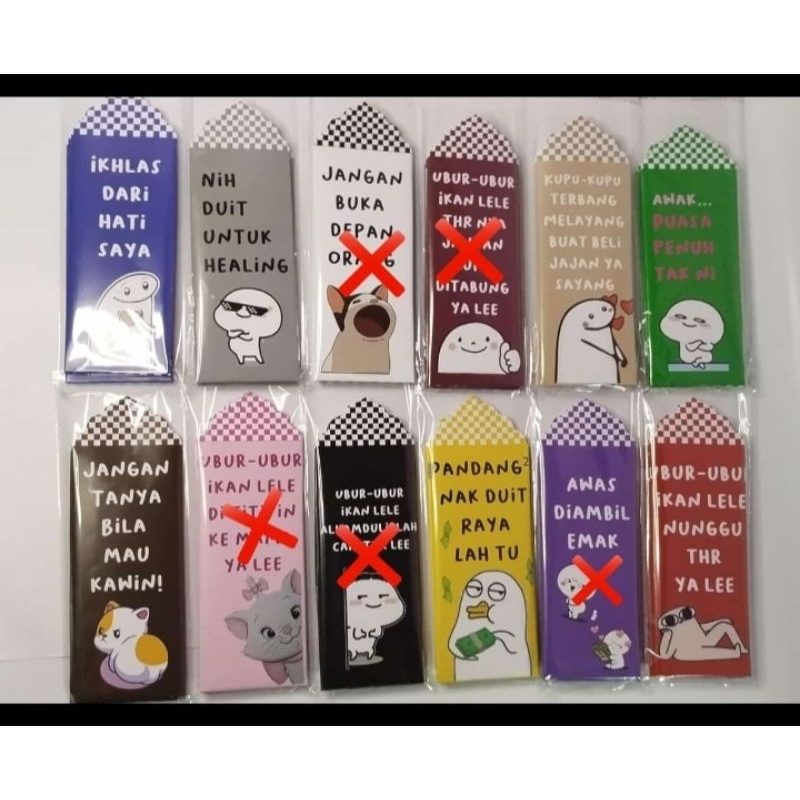 iKHLAS
DARi
HATi
SAYA
NiH
DUiT
UNTUK
HEALiNG
JANGAN
BUKA
DEPAN
UBUR-UBUR
iKAN LELE
THR
DiTABUNG
YA LEE
KUPU-KUPU
TERBANG
MELAYANG
BUAT BELi
JAJAN YA
SAYANG
AWAK...
PUASA
PENUH
TAK Ni
JANGAN
TANYA
BiLA
MAU
KAWiN!
UBUR-UBUR
iKAN LELE
KE
YA LEE
UBUR-UBUR
iKAN LELE
LEE
PANDANG²
NAK DUiT
RAYA
LAH TU
AWAS
DiAMBiL
EMAK
UBUR-UBU
iKAN LELE
NUNGGU
THR
YA LEE